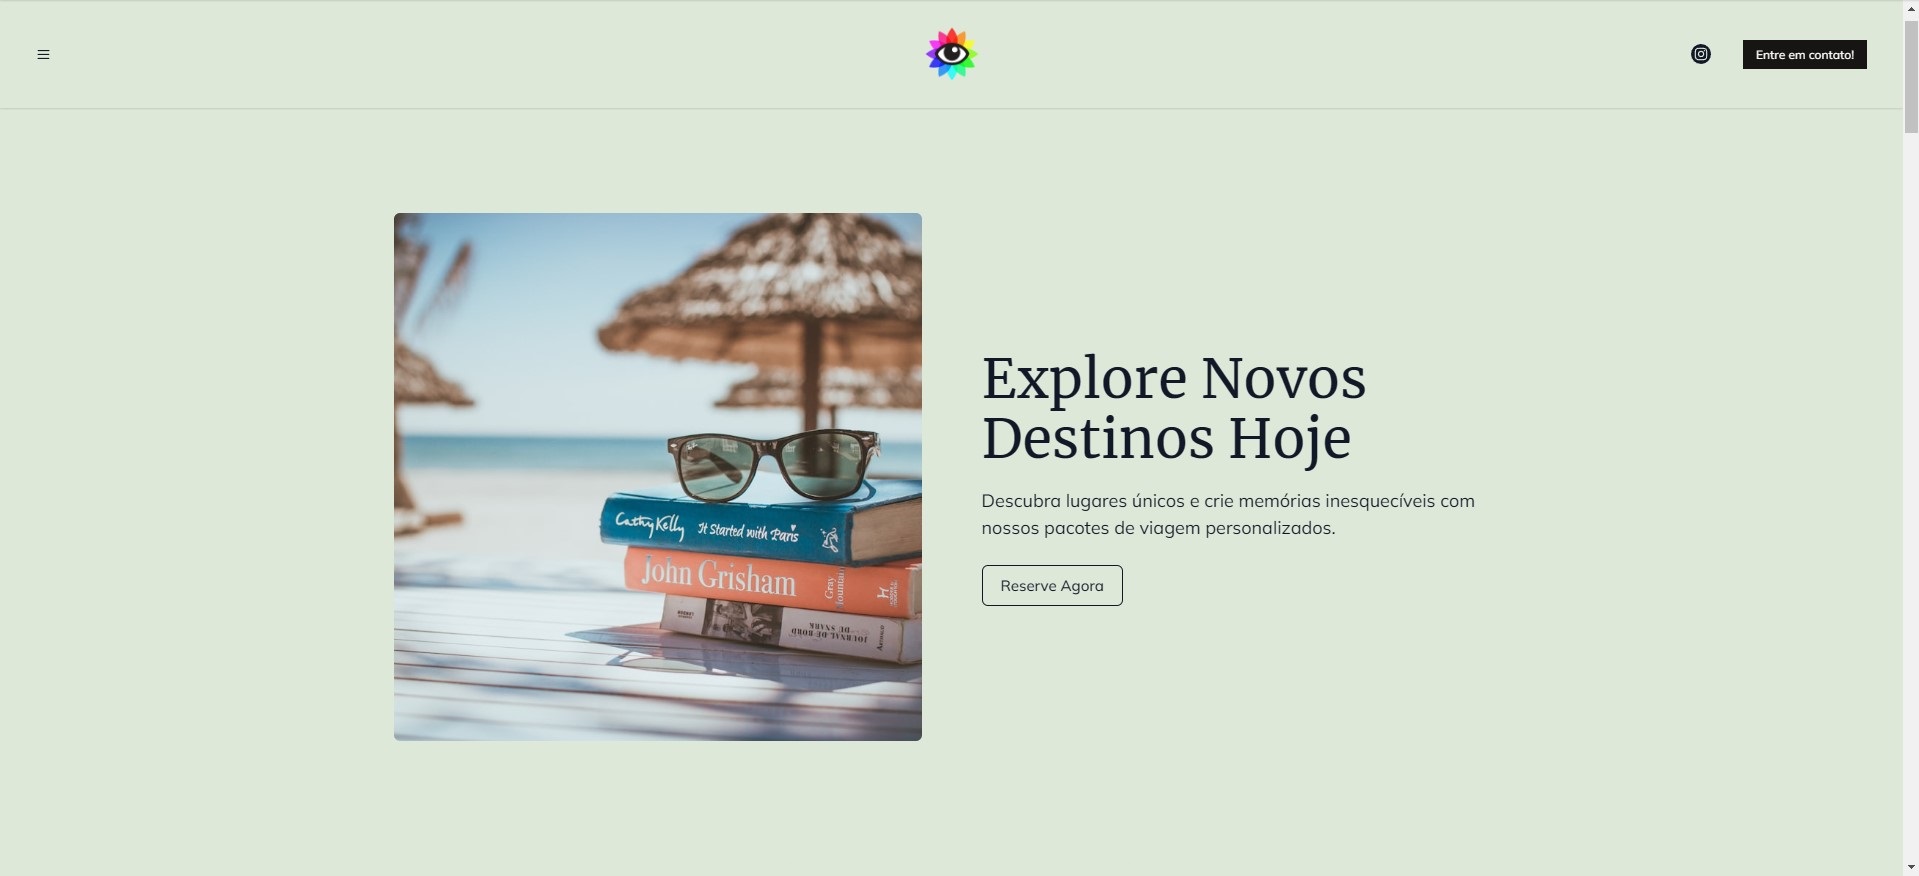 Entre em contato!
Explore Novos
Destinos Hoje
Descubra lugares únicos e crie memórias inesquecíveis com
nossos pacotes de viagem personalizados.
Reserve Agora
Cathy Kelly It Started with Paris
John Grisham
Gray
Mountain
JOURNAL DE BORD
DE SNARK